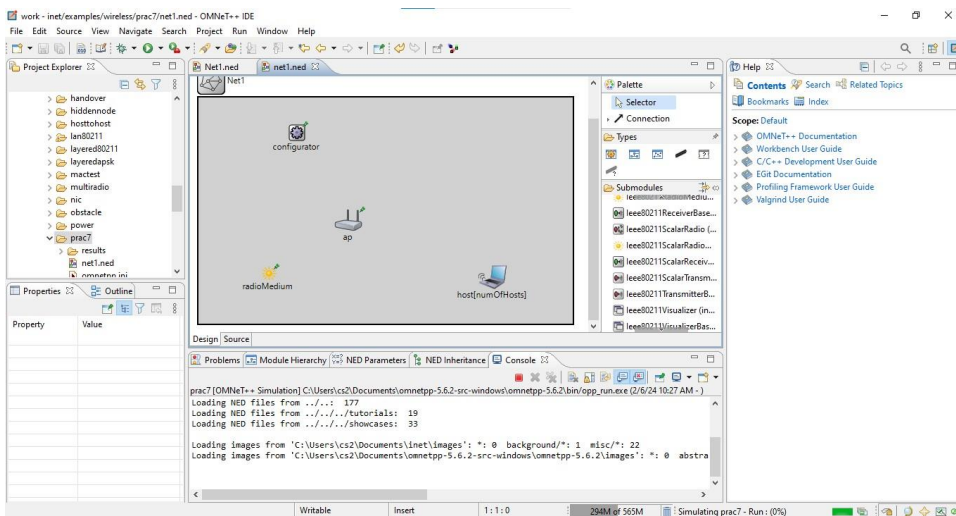 work - inet/examples/wireless/prac7/net1.ned - OMNeT++ IDE
File Edit Source View Navigate Search Project Run Window Help
Project Explorer
handover
hiddennode
hosttohost
lan80211
layered80211
layeredapsk
mactest
multiradio
nic
obstacle
power
prac7
results
net1.ned
omnetpp.ini
Properties Outline
Property Value
Net1.ned net1.ned
Net1
configurator
ap
radioMedium
host[numOfHosts]
Design Source
Palette
Selector
Connection
Types
Submodules
Ieee80211ReceiverBase...
Ieee80211ScalarRadio (...
Ieee80211ScalarRadio...
Ieee80211ScalarReceiv...
Ieee80211ScalarTransm...
Ieee80211TransmitterB...
Ieee80211Visualizer (in...
Ieee80211VisualizerBas...
Problems Module Hierarchy NED Parameters NED Inheritance Console
prac7 [OMNeT++ Simulation] C:\Users\cs2\Documents\omnetpp-5.6.2-src-windows\omnetpp-5.6.2\bin/opp_run.exe (2/6/24 10:27 AM - )
Loading NED files from ../..: 177
Loading NED files from ../../../tutorials: 19
Loading NED files from ../../../showcases: 33
Loading images from 'C:\Users\cs2\Documents\inet\images': *: 0 background/*: 1 misc/*: 22
Loading images from 'C:\Users\cs2\Documents\omnetpp-5.6.2-src-windows\omnetpp-5.6.2\images': *: 0 abstra
Help
Contents Search Related Topics
Bookmarks Index
Scope: Default
OMNeT++ Documentation
Workbench User Guide
C/C++ Development User Guide
EGit Documentation
Profiling Framework User Guide
Valgrind User Guide
Writable Insert 1:1:0 294M of 565M Simulating prac7 - Run : (0%)